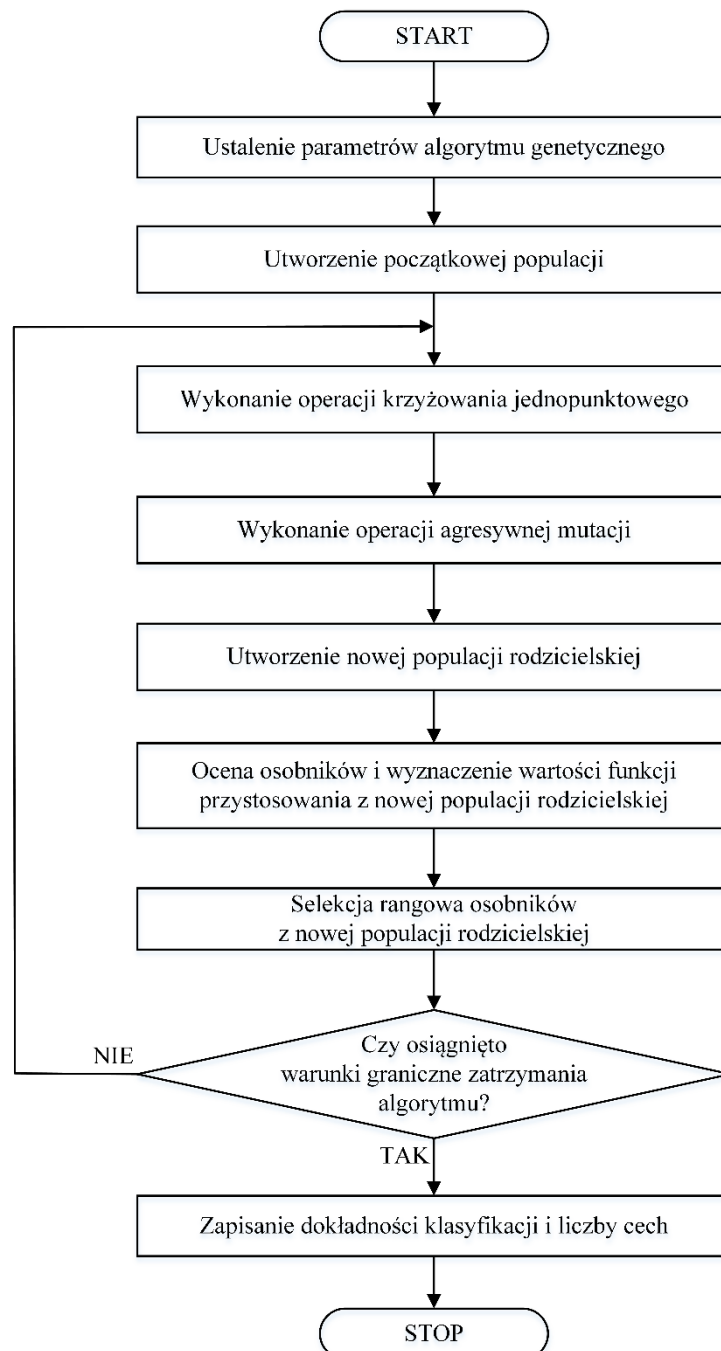 START
Ustalenie parametrów algorytmu genetycznego
Utworzenie początkowej populacji
Wykonanie operacji krzyżowania jednopunktowego
Wykonanie operacji agresywnej mutacji
Utworzenie nowej populacji rodzicielskiej
Ocena osobników i wyznaczenie wartości funkcji
przystosowania z nowej populacji rodzicielskiej
Selekcja rangowa osobników
z nowej populacji rodzicielskiej
Czy osiągnięto
warunki graniczne zatrzymania
algorytmu?
NIE
TAK
Zapisanie dokładności klasyfikacji i liczby cech
STOP